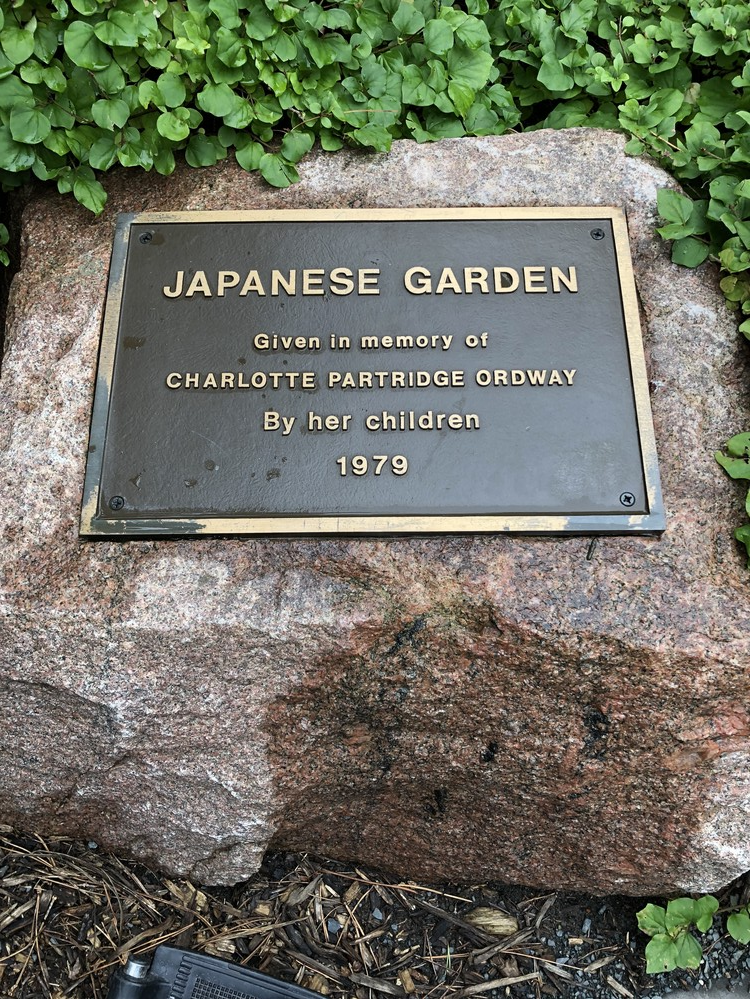 JAPANESE GARDEN
Given in memory of
CHARLOTTE PARTRIDGE ORDWAY
By her children
1979